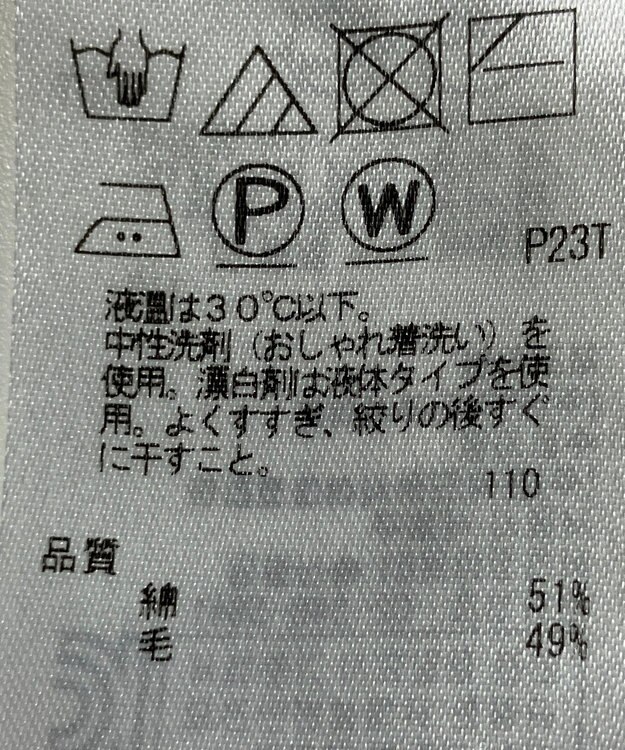 P W P23T
液温は30℃以下。
中性洗剤（おしゃれ着洗い）を
使用。漂白剤は液体タイプを使
用。よくすすぎ、絞りの後すぐ
に干すこと。
110
品質
綿 51%
毛 49%